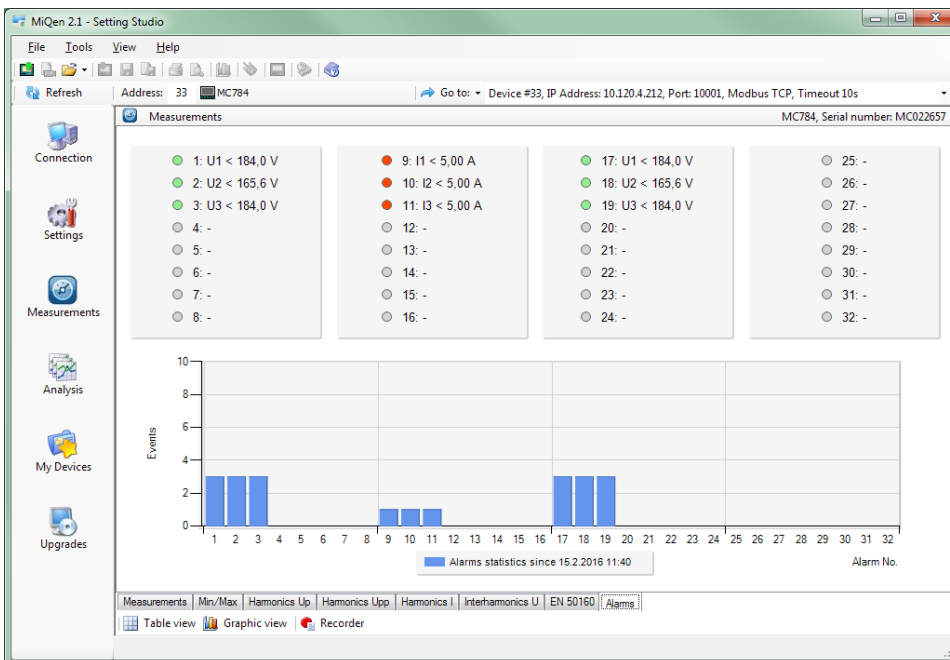 MiQen 2.1 - Setting Studio
File Tools View Help
Refresh Address: 33 MC784 Go to: Device #33, IP Address: 10.120.4.212, Port: 10001, Modbus TCP, Timeout 10s
Measurements MC784, Serial number: MC022657
Connection
Settings
Measurements
Analysis
My Devices
Upgrades
1: U1 < 184,0 V
2: U2 < 165,6 V
3: U3 < 184,0 V
4: -
5: -
6: -
7: -
8: -
9: I1 < 5,00 A
10: I2 < 5,00 A
11: I3 < 5,00 A
12: -
13: -
14: -
15: -
16: -
17: U1 < 184,0 V
18: U2 < 165,6 V
19: U3 < 184,0 V
20: -
21: -
22: -
23: -
24: -
25: -
26: -
27: -
28: -
29: -
30: -
31: -
32: -
10
8
6
4
2
0
Events
1 2 3 4 5 6 7 8 9 10 11 12 13 14 15 16 17 18 19 20 21 22 23 24 25 26 27 28 29 30 31 32
Alarms statistics since 15.2.2016 11:40
Alarm No.
Measurements Min/Max Harmonics Up Harmonics Upp Harmonics I Interharmonics U EN 50160 Alarms
Table view Graphic view Recorder